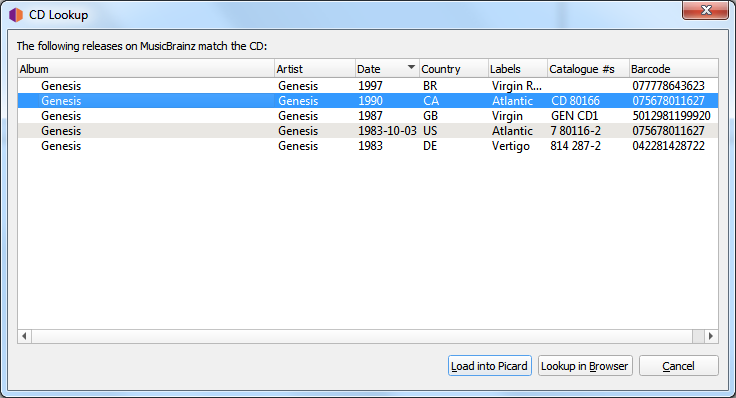 CD Lookup
The following releases on MusicBrainz match the CD:
Album Artist Date Country Labels Catalogue #s Barcode
Genesis Genesis 1997 BR Virgin R... 077778643623
Genesis Genesis 1990 CA Atlantic CD 80166 075678011627
Genesis Genesis 1987 GB Virgin GEN CD1 5012981199920
Genesis Genesis 1983-10-03 US Atlantic 7 80116-2 075678011627
Genesis Genesis 1983 DE Vertigo 814 287-2 042281428722
Load into Picard Lookup in Browser Cancel